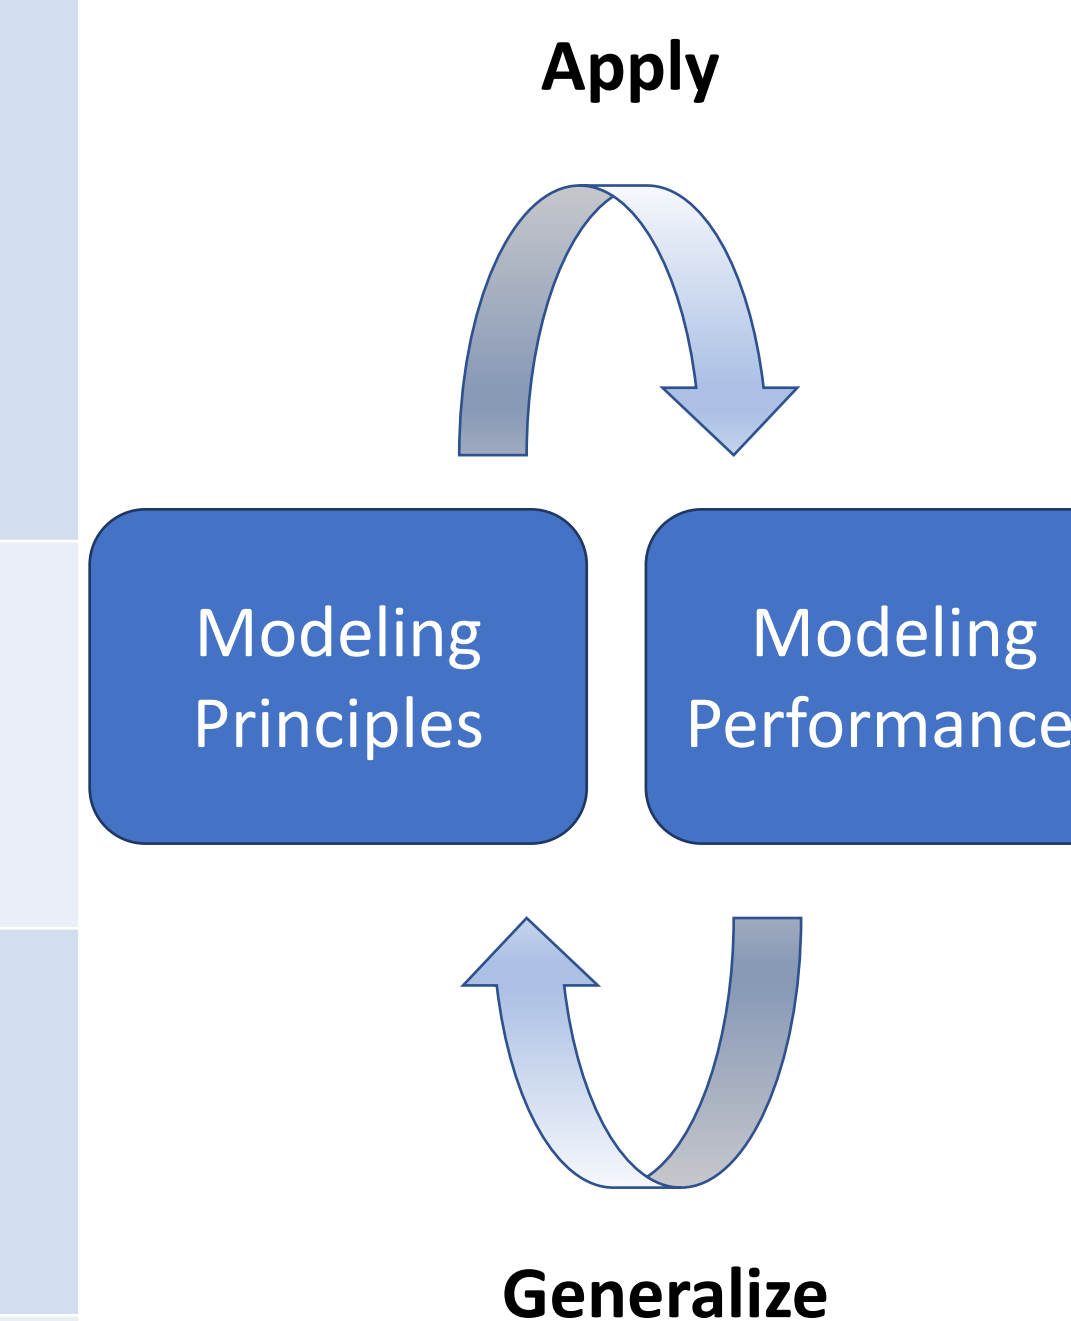 Apply
Modeling
Principles
Modeling
Performance
Generalize